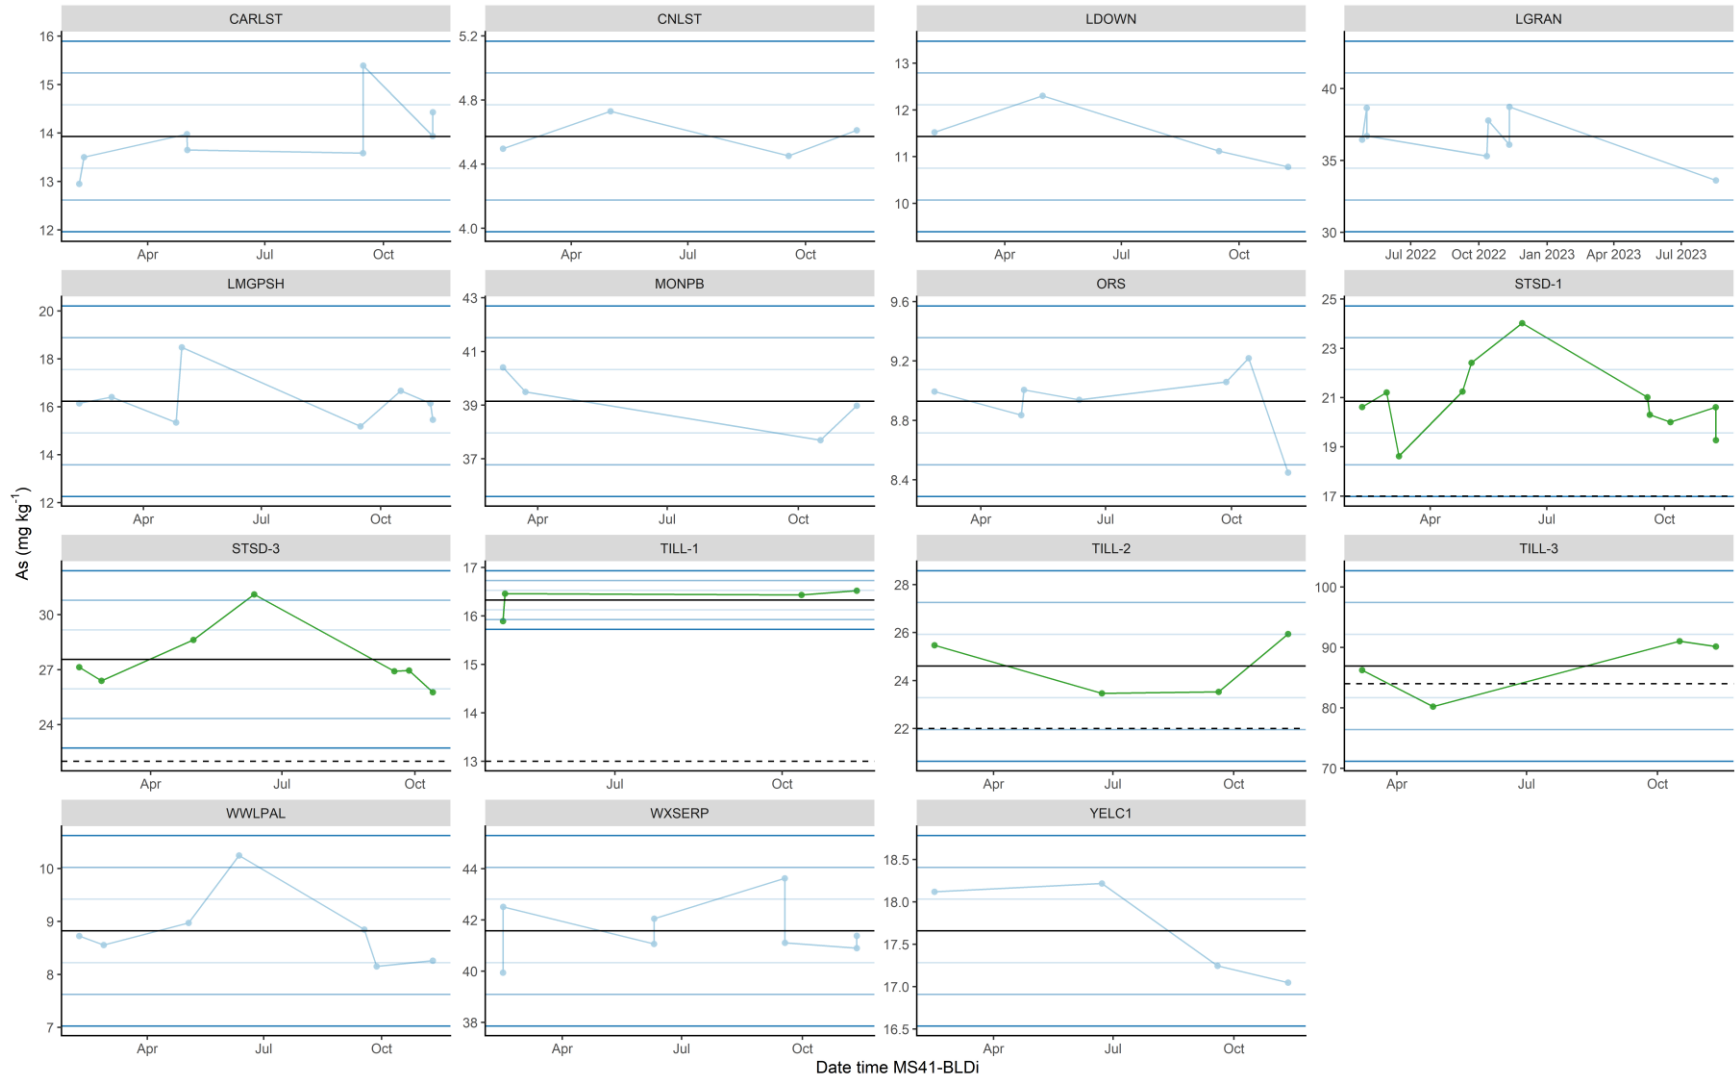 CARLST CNLST LDOWN LGRAN
16 15 14 13 12
5.2 4.8 4.4 4.0
13 12 11 10
40 35 30
Apr Jul Oct Apr Jul Oct Apr Jul Oct Jul 2022 Oct 2022 Jan 2023 Apr 2023 Jul 2023
LMGPSH MONPB ORS STSD-1
20 18 16 14 12
43 41 39 37
9.6 9.2 8.8 8.4
25 23 21 19 17
Apr Jul Oct Apr Jul Oct Apr Jul Oct Apr Jul Oct
As (mg kg⁻¹)
STSD-3 TILL-1 TILL-2 TILL-3
30 27 24
17 16 15 14 13
28 26 24 22
100 90 80 70
Apr Jul Oct Jul Oct Apr Jul Oct Apr Jul Oct
WWLPAL WXSERP YELC1
10 9 8 7
44 42 40 38
18.5 18.0 17.5 17.0 16.5
Apr Jul Oct Apr Jul Oct Apr Jul Oct
Date time MS41-BLDi